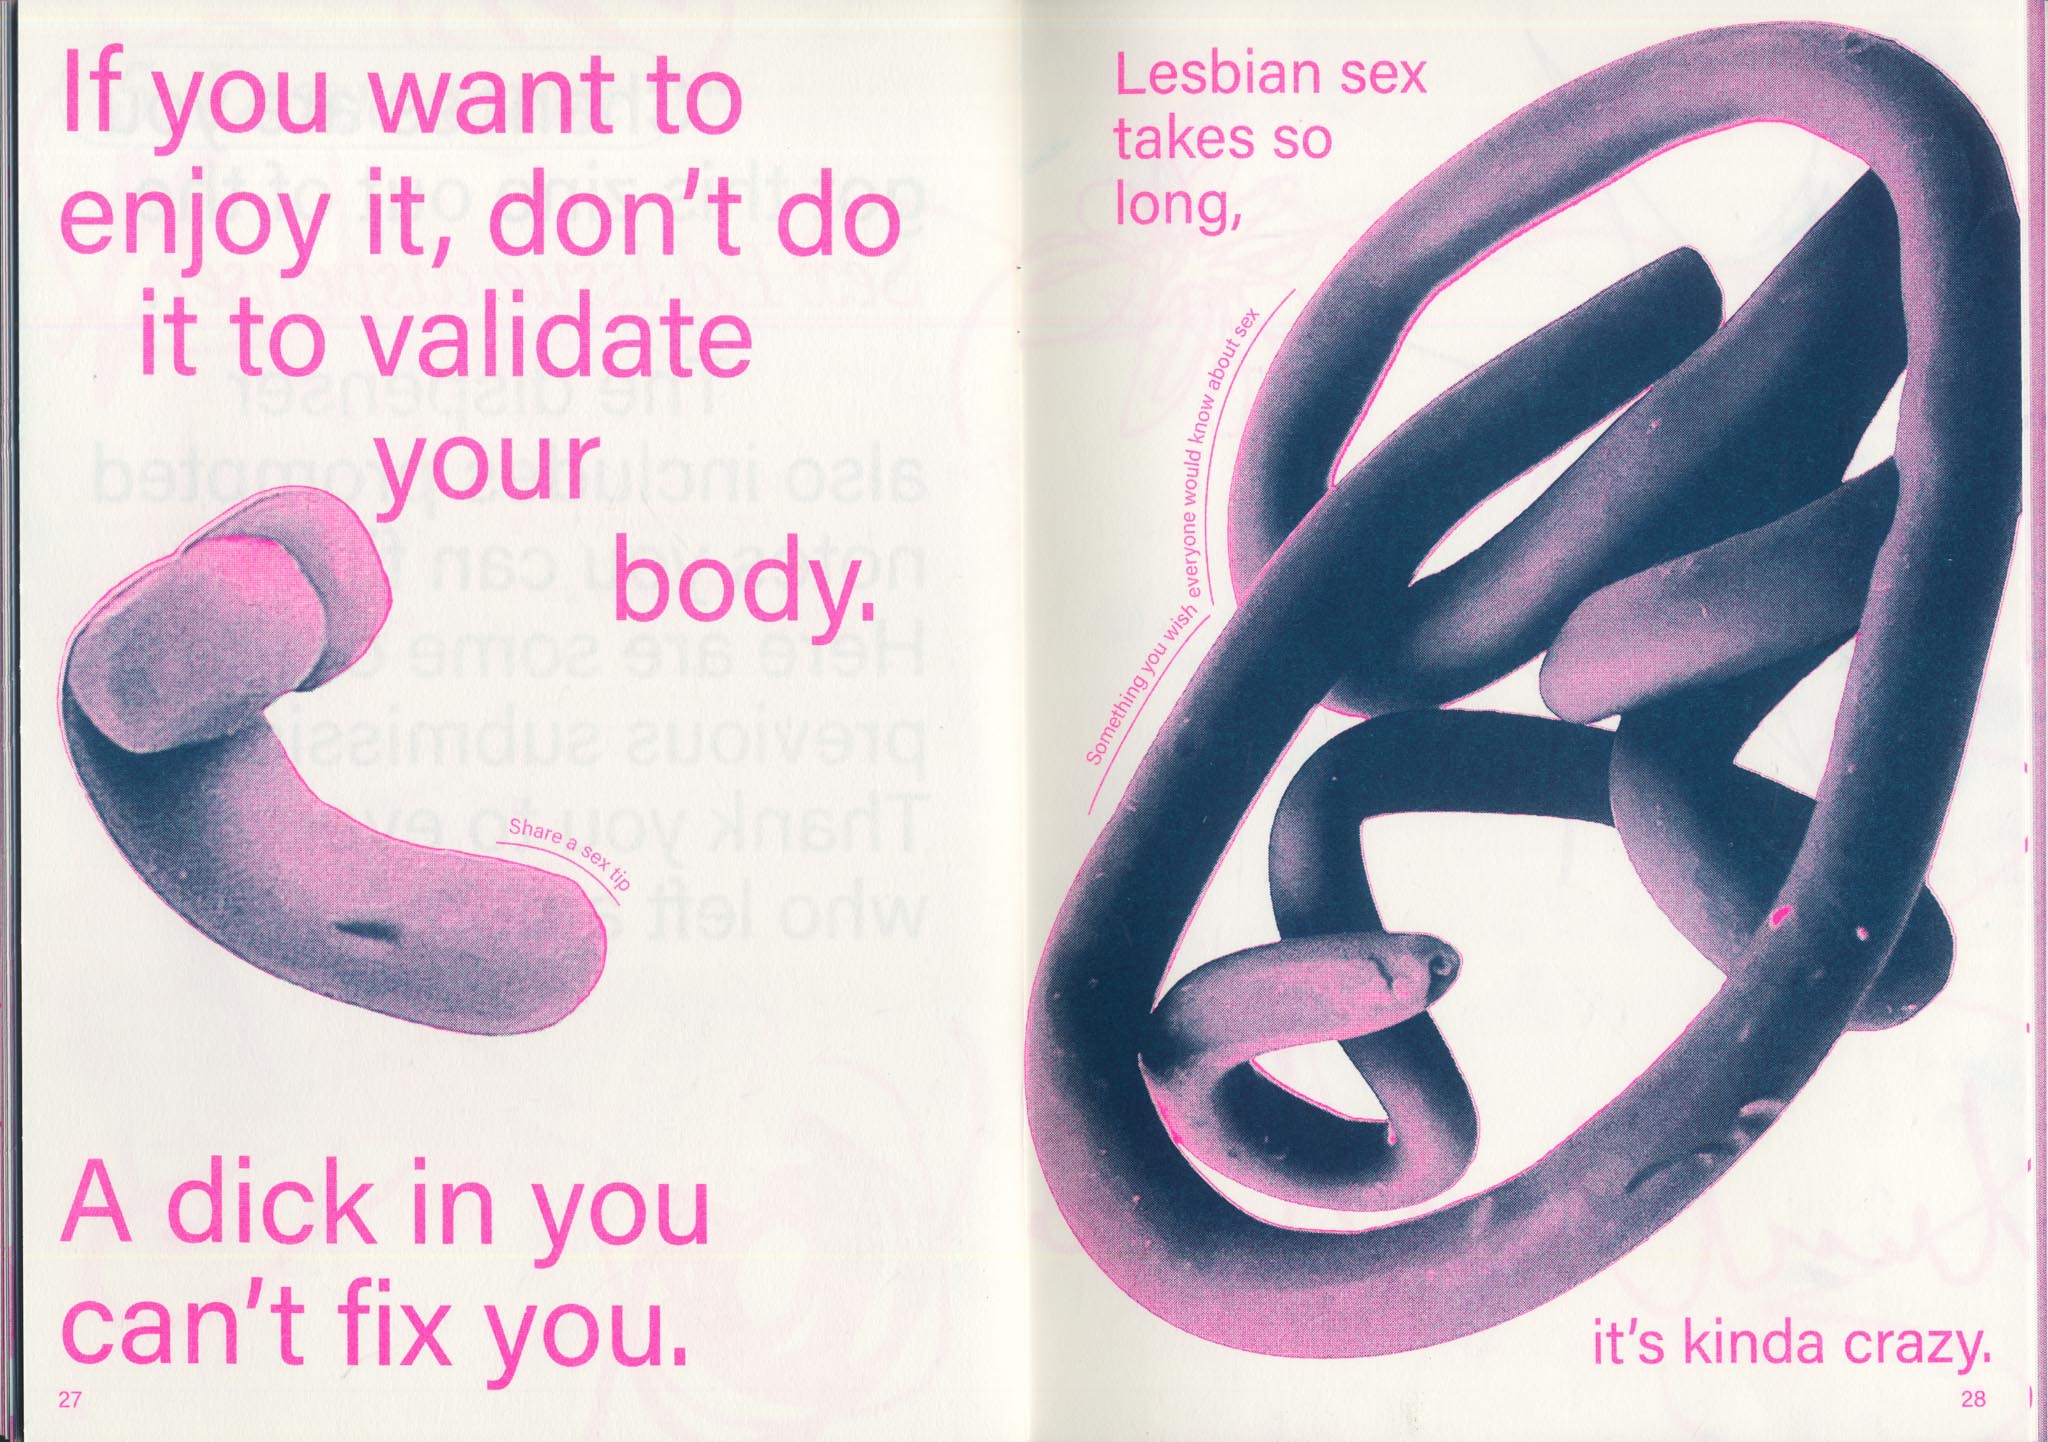 If you want to
enjoy it, don't do
it to validate
your
body.
Share a sex tip
A dick in you
can't fix you.
27
Lesbian sex
takes so
long,
Something you wish everyone would know about sex
it's kinda crazy.
28